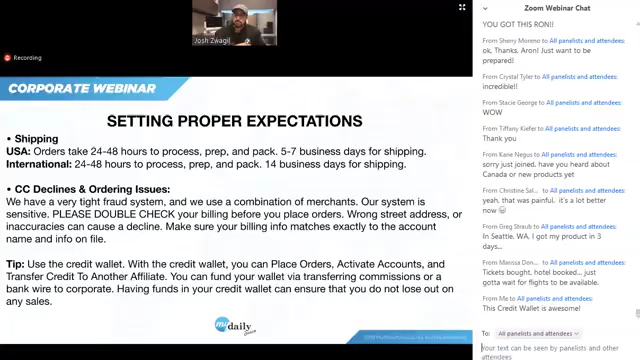 Recording
Josh Zwagil
CORPORATE WEBINAR
SETTING PROPER EXPECTATIONS
• Shipping
USA: Orders take 24-48 hours to process, prep, and pack. 5-7 business days for shipping.
International: 24-48 hours to process, prep, and pack. 14 business days for shipping.
• CC Declines & Ordering Issues:
We have a very tight fraud system, and we use a combination of merchants. Our system is
sensitive. PLEASE DOUBLE CHECK your billing before you place orders. Wrong street address, or
inaccuracies can cause a decline. Make sure your billing info matches exactly to the account
name and info on file.
Tip: Use the credit wallet. With the credit wallet, you can Place Orders, Activate Accounts, and
Transfer Credit To Another Affiliate. You can fund your wallet via transferring commissions or a
bank wire to corporate. Having funds in your credit wallet can ensure that you do not lose out on
any sales.
my daily choice
Zoom Webinar Chat
YOU GOT THIS RON!!
From Sherry Moreno to All panelists and attendees:
ok, Thanks. Aron! Just want to be
prepared!
From Crystal Tyler to All panelists and attendees:
incredible!!
From Stacie George to All panelists and attendees:
WOW
From Tiffany Kiefer to All panelists and attendees:
Thank you
From Kane Negus to All panelists and attendees:
sorry just joined, have you heard about
Canada or new products yet
From Christine Sal... to All panelists and attendees:
yeah, that was painful, it's a lot better
now
From Greg Straub to All panelists and attendees:
In Seattle, WA, I got my product in 3
days...
From Marissa Don... to All panelists and attendees:
Tickets bought, hotel booked... just
gotta wait for flights to be available.
From Me to All panelists and attendees:
This Credit Wallet is awesome!
To: All panelists and attendees
Your text can be seen by panelists and other
attendees